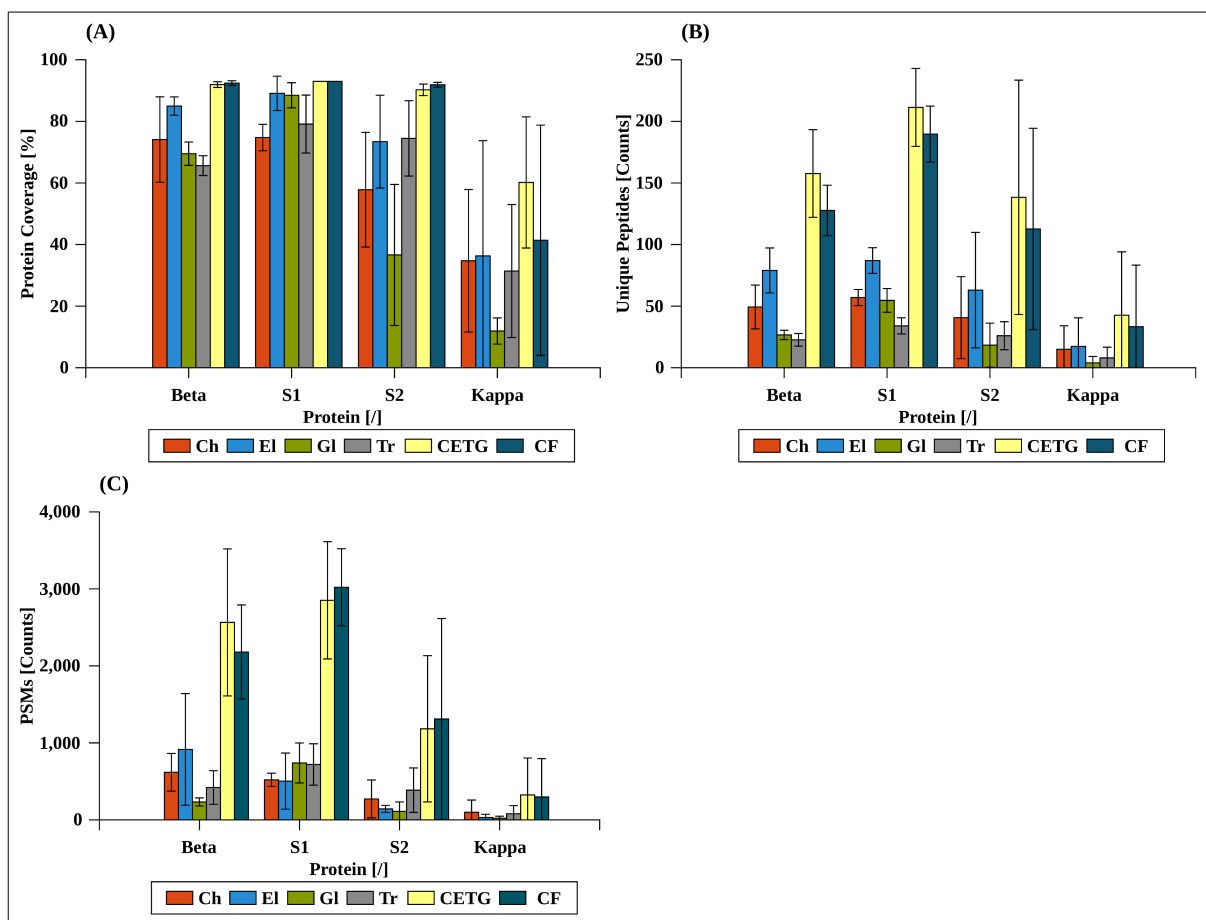 (A)
100
80
60
40
20
0
Protein Coverage [%]
Beta S1 S2 Kappa
Protein [/]
Ch El Gl Tr CETG CF
(B)
250
200
150
100
50
0
Unique Peptides [Counts]
Beta S1 S2 Kappa
Protein [/]
Ch El Gl Tr CETG CF
(C)
4,000
3,000
2,000
1,000
0
PSMs [Counts]
Beta S1 S2 Kappa
Protein [/]
Ch El Gl Tr CETG CF